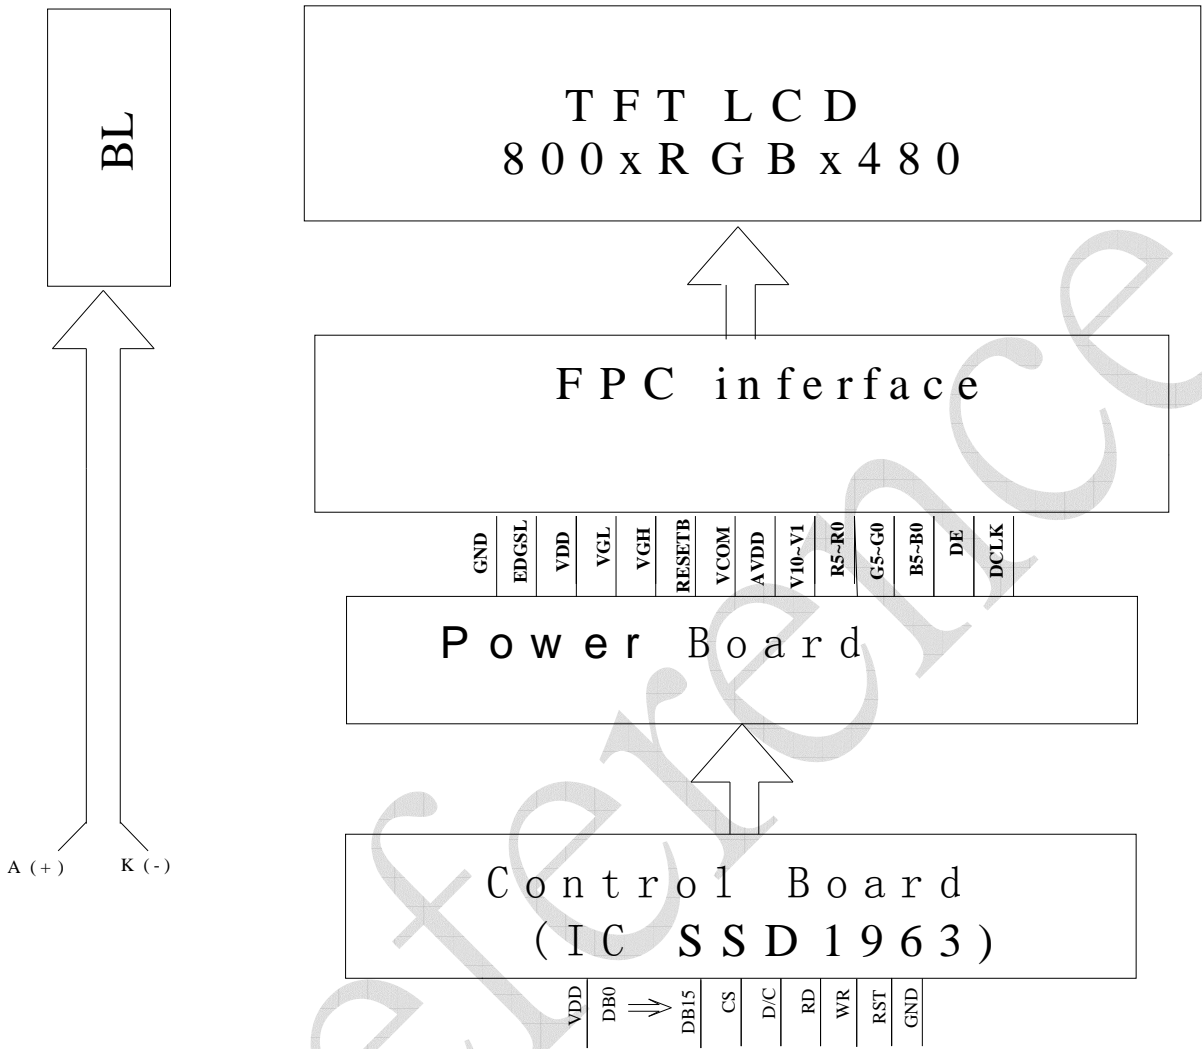 BL
TFT LCD
800xRGBx480
FPC inferface
GND
EDGSL
VDD
VGL
VGH
RESETB
VCOM
AVDD
V10~V1
R5~R0
G5~G0
B5~B0
DE
DCLK
Power Board
A (+)
K (-)
Control Board
(IC SSD1963)
VDD
DB0
DB15
CS
D/C
RD
WR
RST
GND
eference